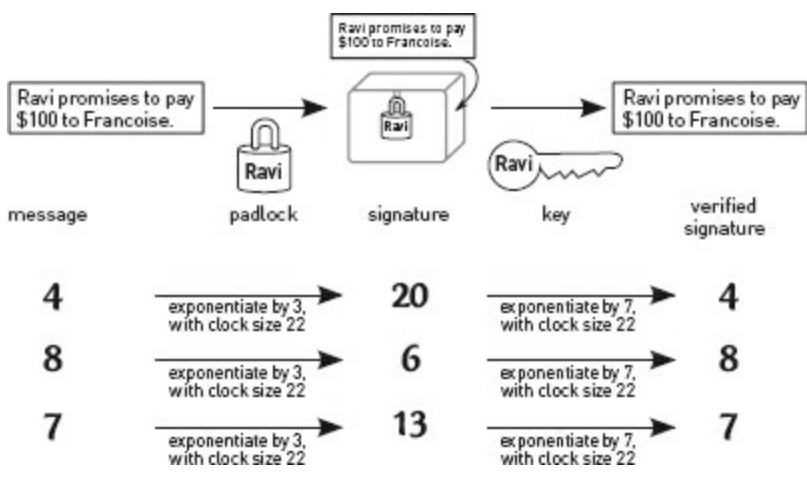 Ravi promises to pay
$100 to Francoise.
Ravi promises to pay
$100 to Francoise.
Ravi
Ravi
Ravi
Ravi promises to pay
$100 to Francoise.
message
padlock
signature
key
verified
signature
4
exponentiate by 3,
with clock size 22
20
exponentiate by 7,
with clock size 22
4
8
exponentiate by 3,
with clock size 22
6
exponentiate by 7,
with clock size 22
8
7
exponentiate by 3,
with clock size 22
13
exponentiate by 7,
with clock size 22
7